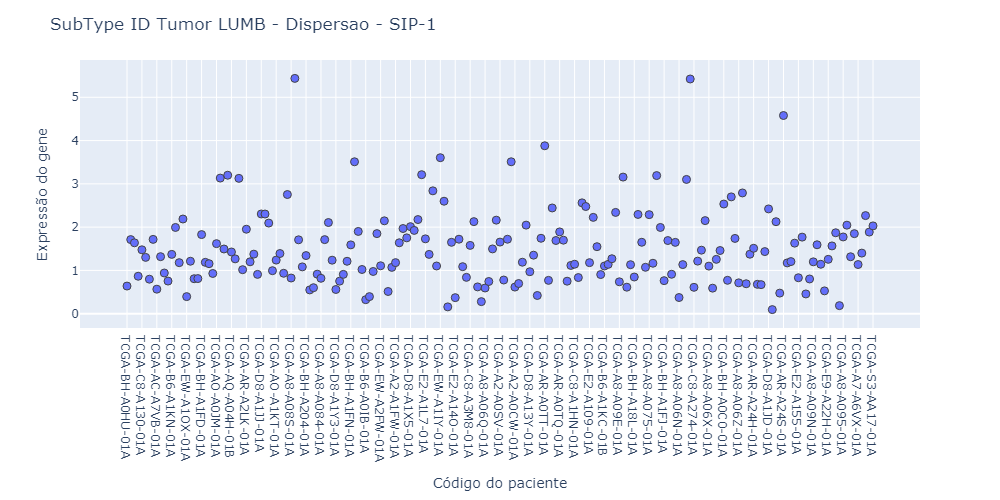 SubType ID Tumor LUMB - Dispersao - SIP-1
Expressão do gene
5
4
3
2
1
0
TCGA-BH-A0HU-01A
TCGA-C8-A130-01A
TCGA-AC-A7VB-01A
TCGA-B6-A1KN-01A
TCGA-EW-A1OX-01A
TCGA-BH-A1FD-01A
TCGA-AO-A0JM-01A
TCGA-AQ-A04H-01B
TCGA-AR-A2LK-01A
TCGA-D8-A1JJ-01A
TCGA-AO-A1KT-01A
TCGA-A8-A08S-01A
TCGA-BH-A204-01A
TCGA-A8-A084-01A
TCGA-D8-A1Y3-01A
TCGA-BH-A1FN-01A
TCGA-B6-A0IB-01A
TCGA-EW-A2FW-01A
TCGA-A2-A1FW-01A
TCGA-D8-A1X5-01A
TCGA-E2-A1L7-01A
TCGA-EW-A1IY-01A
TCGA-E2-A14O-01A
TCGA-C8-A3M8-01A
TCGA-A8-A06Q-01A
TCGA-A2-A0SV-01A
TCGA-A2-A0CW-01A
TCGA-D8-A13Y-01A
TCGA-AR-A0TT-01A
TCGA-AR-A0TQ-01A
TCGA-C8-A1HN-01A
TCGA-E2-A109-01A
TCGA-B6-A1KC-01B
TCGA-A8-A09E-01A
TCGA-BH-A18L-01A
TCGA-A8-A075-01A
TCGA-BH-A1FJ-01A
TCGA-A8-A06N-01A
TCGA-C8-A274-01A
TCGA-A8-A06X-01A
TCGA-BH-A0C0-01A
TCGA-A8-A06Z-01A
TCGA-AR-A24H-01A
TCGA-D8-A1JD-01A
TCGA-AR-A24S-01A
TCGA-E2-A155-01A
TCGA-A8-A09N-01A
TCGA-E9-A22H-01A
TCGA-A8-A095-01A
TCGA-A7-A6VX-01A
TCGA-S3-AA17-01A
Código do paciente